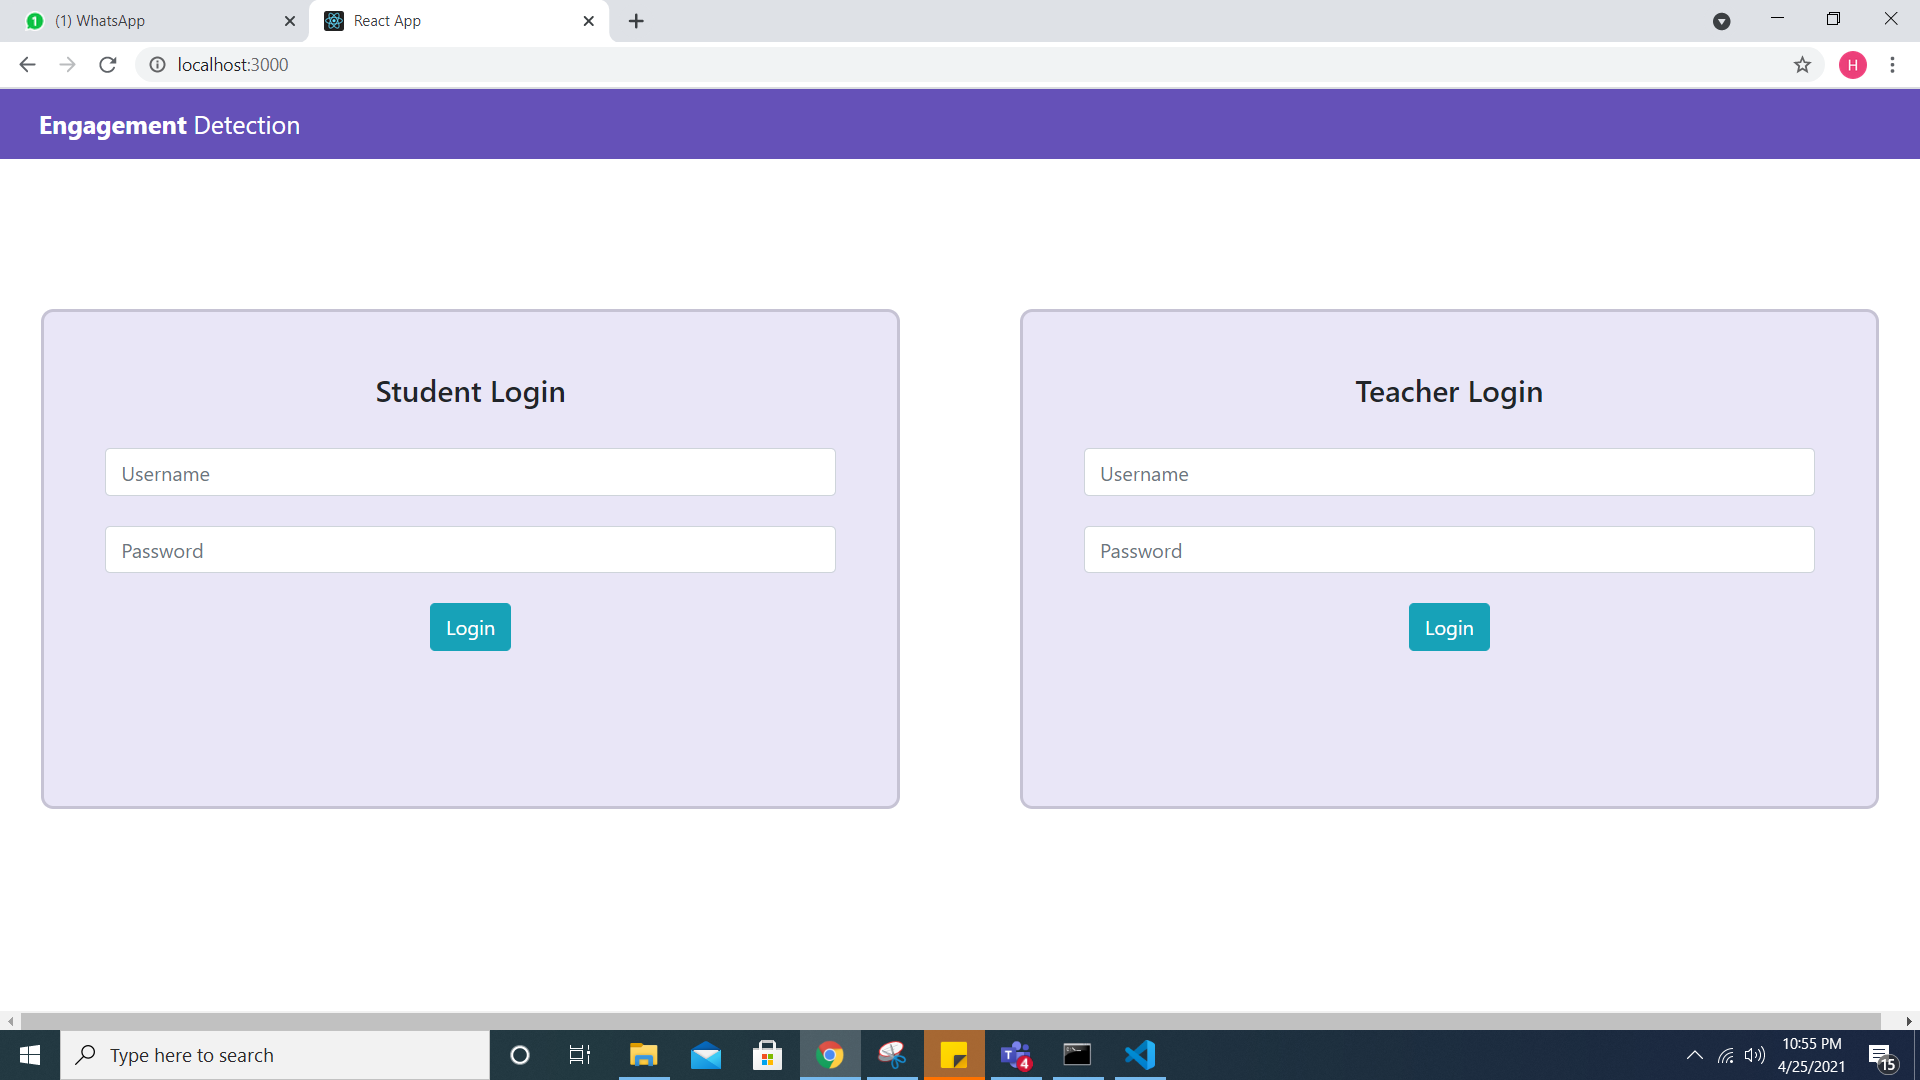 (1) WhatsApp
React App
H
localhost:3000
Engagement Detection
Student Login
Username
Password
Login
Teacher Login
Username
Password
Login
Type here to search
T
4
10:55 PM
4/25/2021
15
1